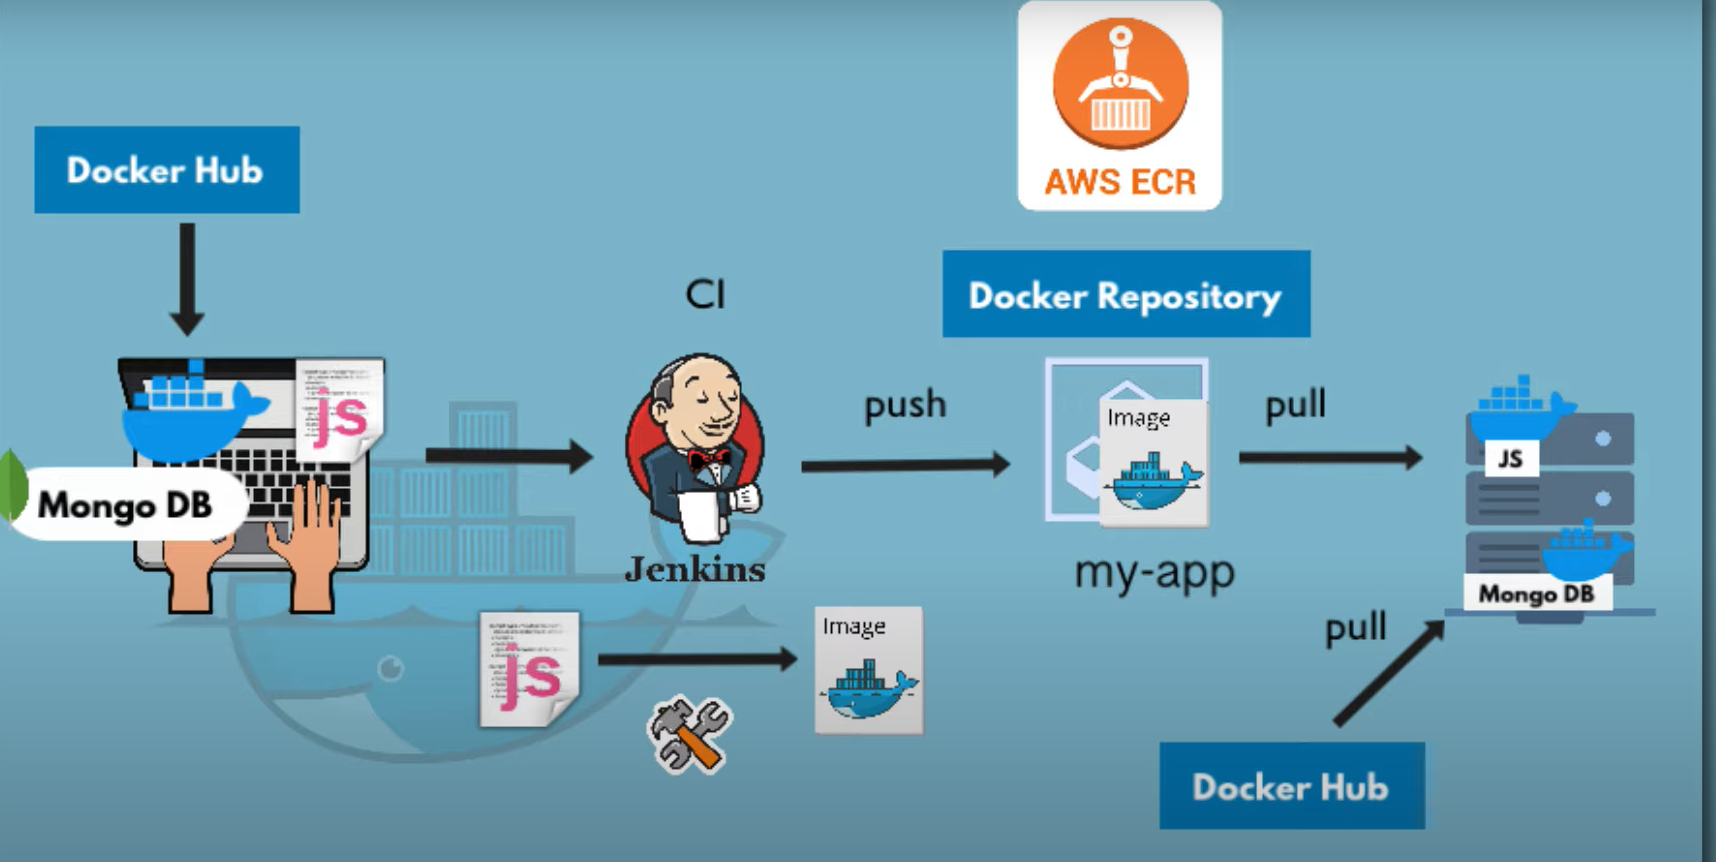 AWS ECR
Docker Hub
CI
Docker Repository
js
Mongo DB
Jenkins
push
Image
my-app
pull
JS
Mongo DB
js
Image
pull
Docker Hub